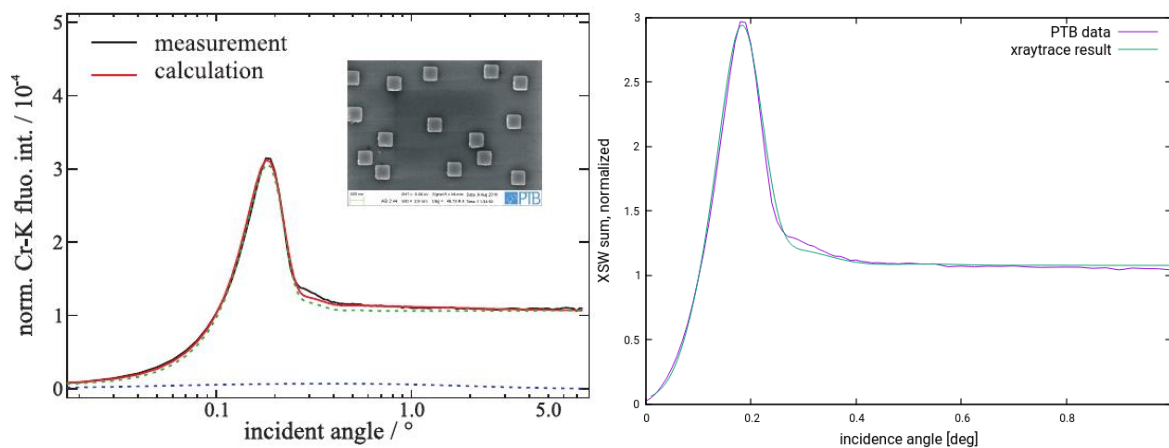 5
measurement
calculation
4
PTB
3
2
1
0
norm. Cr-K fluo. int. / 10⁻⁴
0.1 1.0 5.0
incident angle / °
3
PTB data
xraytrace result
2.5
2
1.5
1
0.5
0
XSW sum, normalized
0 0.2 0.4 0.6 0.8
incidence angle [deg]